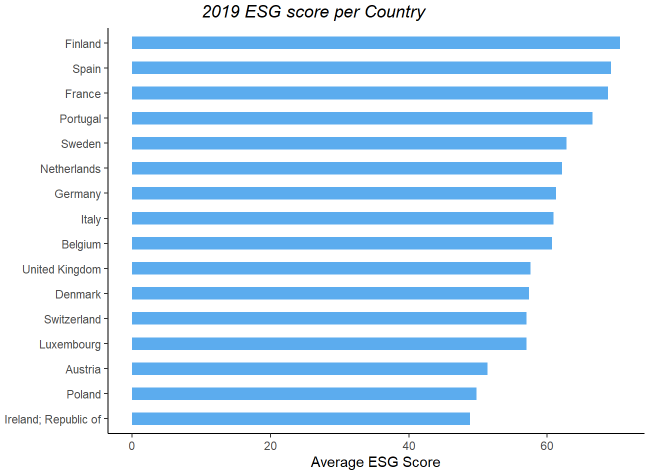 2019 ESG score per Country
Finland
Spain
France
Portugal
Sweden
Netherlands
Germany
Italy
Belgium
United Kingdom
Denmark
Switzerland
Luxembourg
Austria
Poland
Ireland; Republic of
0 20 40 60
Average ESG Score